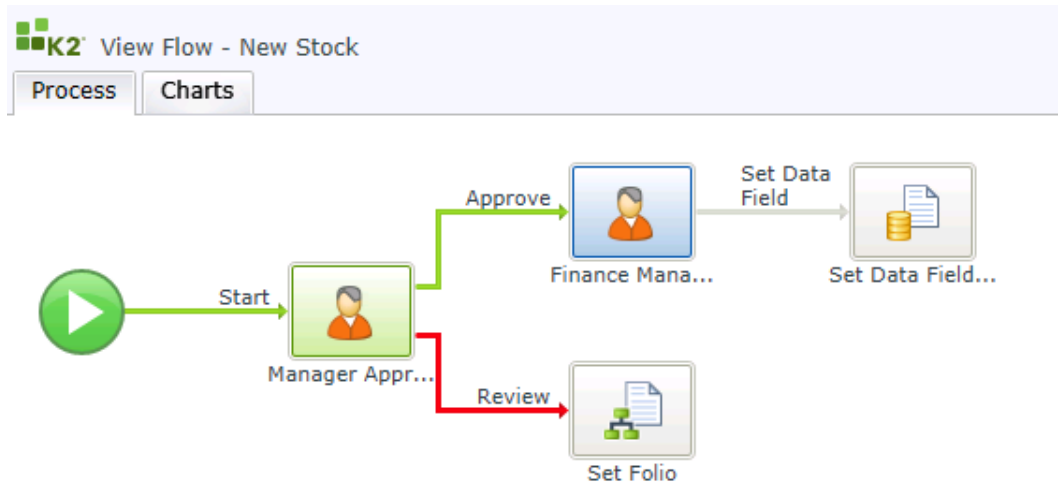 K2 View Flow - New Stock
Process Charts
Approve
Set Data
Field
Finance Mana...
Set Data Field...
Start
Manager Appr...
Review
Set Folio